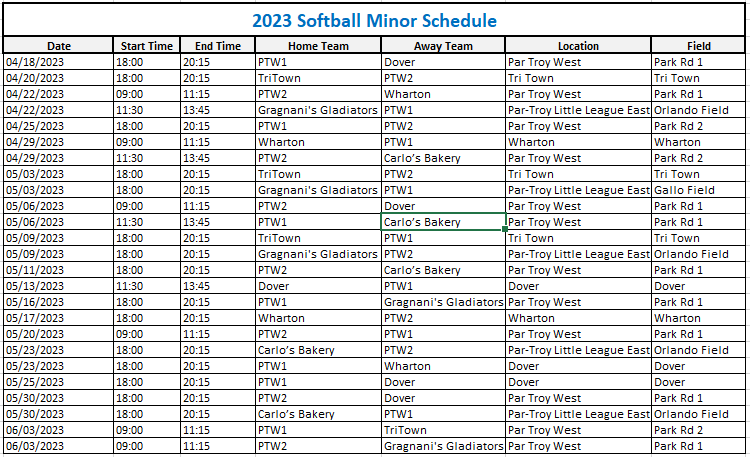 2023 Softball Minor Schedule
Date Start Time End Time Home Team Away Team Location Field
04/18/2023 18:00 20:15 PTW1 Dover Par Troy West Park Rd 1
04/20/2023 18:00 20:15 TriTown PTW2 Tri Town Tri Town
04/22/2023 09:00 11:15 PTW2 Wharton Par Troy West Park Rd 1
04/22/2023 11:30 13:45 Gragnani's Gladiators PTW1 Par-Troy Little League East Orlando Field
04/25/2023 18:00 20:15 PTW1 PTW2 Par Troy West Park Rd 2
04/29/2023 09:00 11:15 Wharton PTW1 Wharton Wharton
04/29/2023 11:30 13:45 PTW2 Carlo's Bakery Par Troy West Park Rd 2
05/03/2023 18:00 20:15 TriTown PTW2 Tri Town Tri Town
05/03/2023 18:00 20:15 Gragnani's Gladiators PTW1 Par-Troy Little League East Gallo Field
05/06/2023 09:00 11:15 PTW2 Dover Par Troy West Park Rd 1
05/06/2023 11:30 13:45 PTW1 Carlo's Bakery Par Troy West Park Rd 1
05/09/2023 18:00 20:15 TriTown PTW1 Tri Town Tri Town
05/09/2023 18:00 20:15 Gragnani's Gladiators PTW2 Par-Troy Little League East Orlando Field
05/11/2023 18:00 20:15 PTW2 Carlo's Bakery Par Troy West Park Rd 1
05/13/2023 11:30 13:45 Dover PTW1 Dover Dover
05/16/2023 18:00 20:15 PTW1 Gragnani's Gladiators Par Troy West Park Rd 1
05/17/2023 18:00 20:15 Wharton PTW2 Wharton Wharton
05/20/2023 09:00 11:15 PTW2 PTW1 Par Troy West Park Rd 1
05/23/2023 18:00 20:15 Carlo's Bakery PTW2 Par-Troy Little League East Orlando Field
05/23/2023 18:00 20:15 PTW1 Wharton Dover Dover
05/25/2023 18:00 20:15 PTW1 Dover Dover Dover
05/30/2023 18:00 20:15 PTW2 Dover Par Troy West Park Rd 1
05/30/2023 18:00 20:15 Carlo's Bakery PTW1 Par-Troy Little League East Orlando Field
06/03/2023 09:00 11:15 PTW1 TriTown Par Troy West Park Rd 2
06/03/2023 09:00 11:15 PTW2 Gragnani's Gladiators Par Troy West Park Rd 1